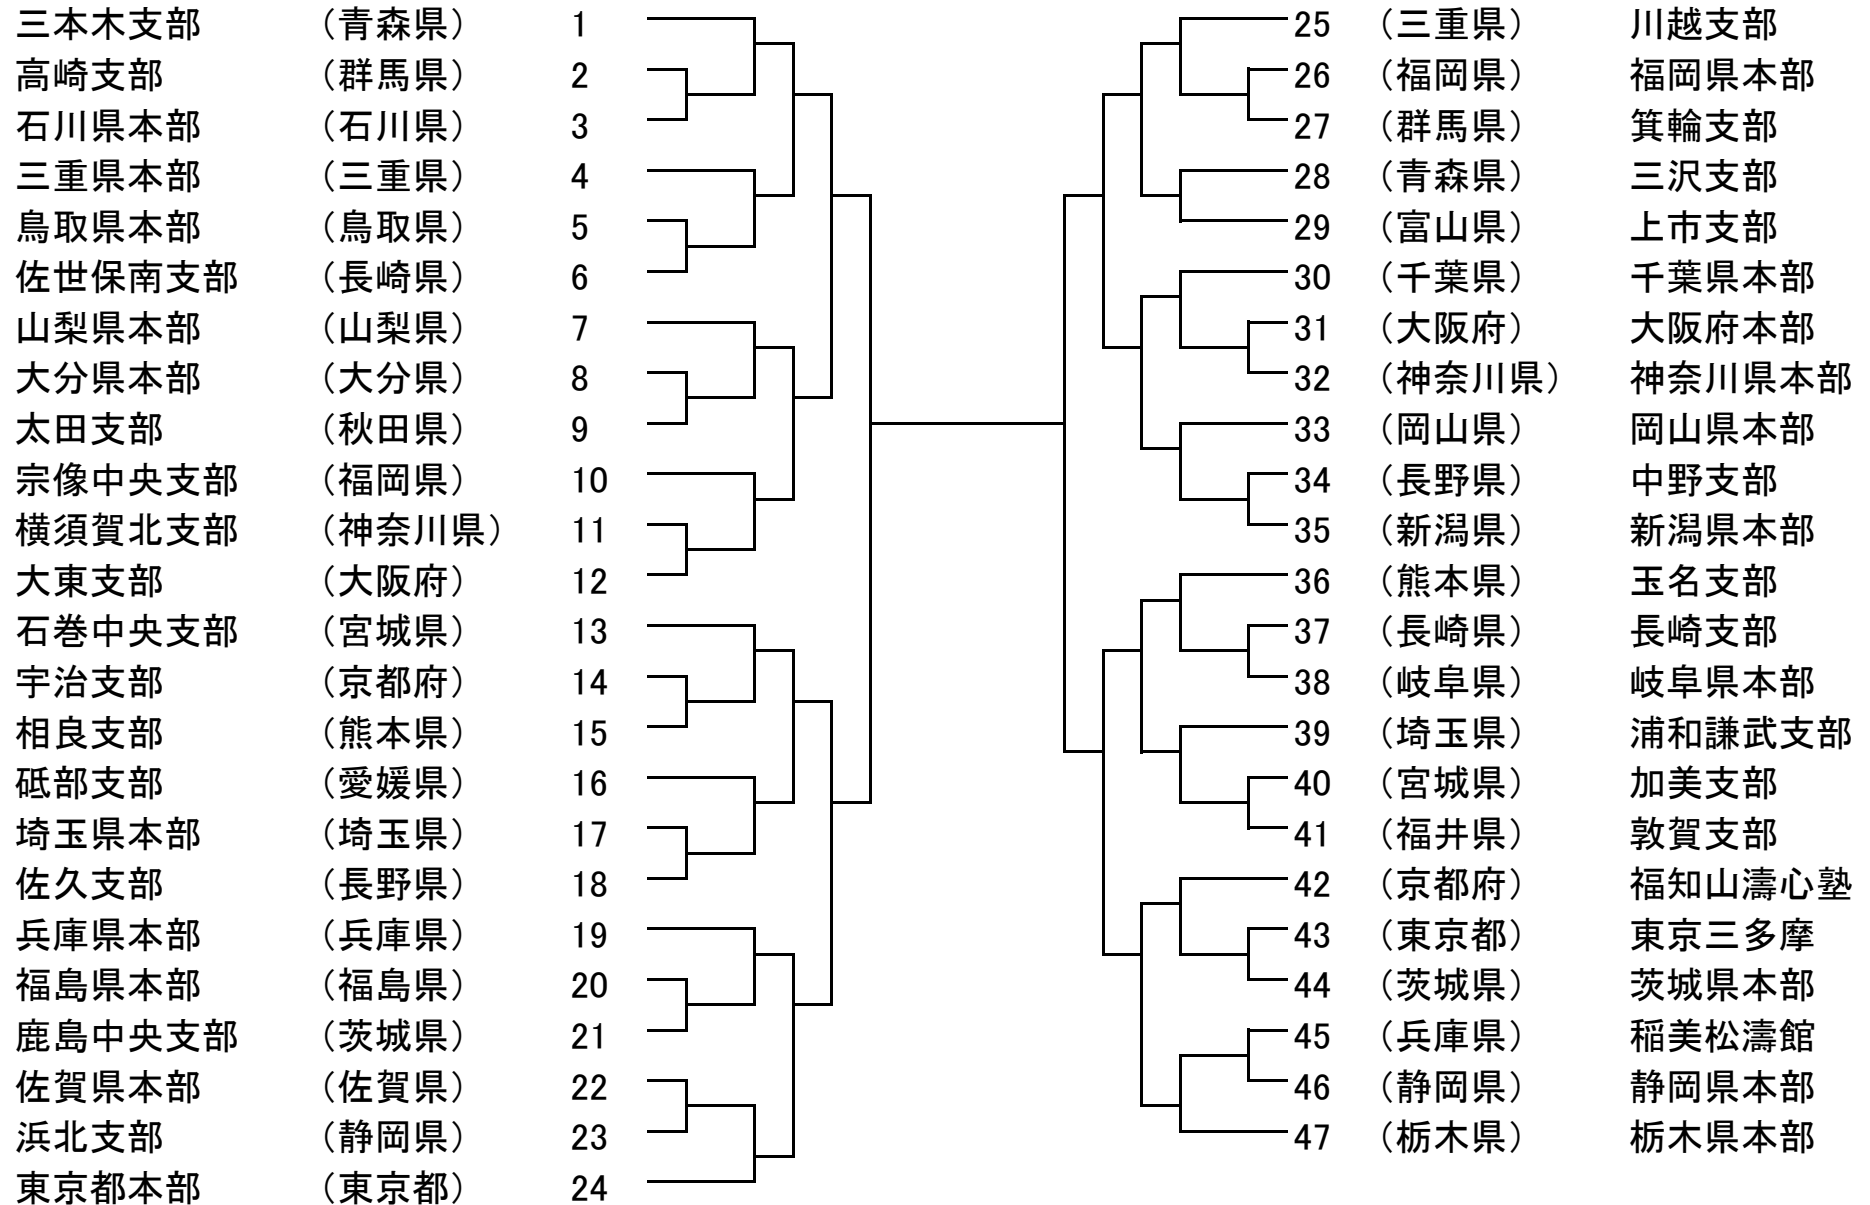 三本木支部 （青森県） 1
高崎支部 （群馬県） 2
石川県本部 （石川県） 3
三重県本部 （三重県） 4
鳥取県本部 （鳥取県） 5
佐世保南支部 （長崎県） 6
山梨県本部 （山梨県） 7
大分県本部 （大分県） 8
太田支部 （秋田県） 9
宗像中央支部 （福岡県） 10
横須賀北支部 （神奈川県） 11
大東支部 （大阪府） 12
石巻中央支部 （宮城県） 13
宇治支部 （京都府） 14
相良支部 （熊本県） 15
砥部支部 （愛媛県） 16
埼玉県本部 （埼玉県） 17
佐久支部 （長野県） 18
兵庫県本部 （兵庫県） 19
福島県本部 （福島県） 20
鹿島中央支部 （茨城県） 21
佐賀県本部 （佐賀県） 22
浜北支部 （静岡県） 23
東京都本部 （東京都） 24
25 （三重県） 川越支部
26 （福岡県） 福岡県本部
27 （群馬県） 箕輪支部
28 （青森県） 三沢支部
29 （富山県） 上市支部
30 （千葉県） 千葉県本部
31 （大阪府） 大阪府本部
32 （神奈川県） 神奈川県本部
33 （岡山県） 岡山県本部
34 （長野県） 中野支部
35 （新潟県） 新潟県本部
36 （熊本県） 玉名支部
37 （長崎県） 長崎支部
38 （岐阜県） 岐阜県本部
39 （埼玉県） 浦和謙武支部
40 （宮城県） 加美支部
41 （福井県） 敦賀支部
42 （京都府） 福知山濤心塾
43 （東京都） 東京三多摩
44 （茨城県） 茨城県本部
45 （兵庫県） 稲美松濤館
46 （静岡県） 静岡県本部
47 （栃木県） 栃木県本部